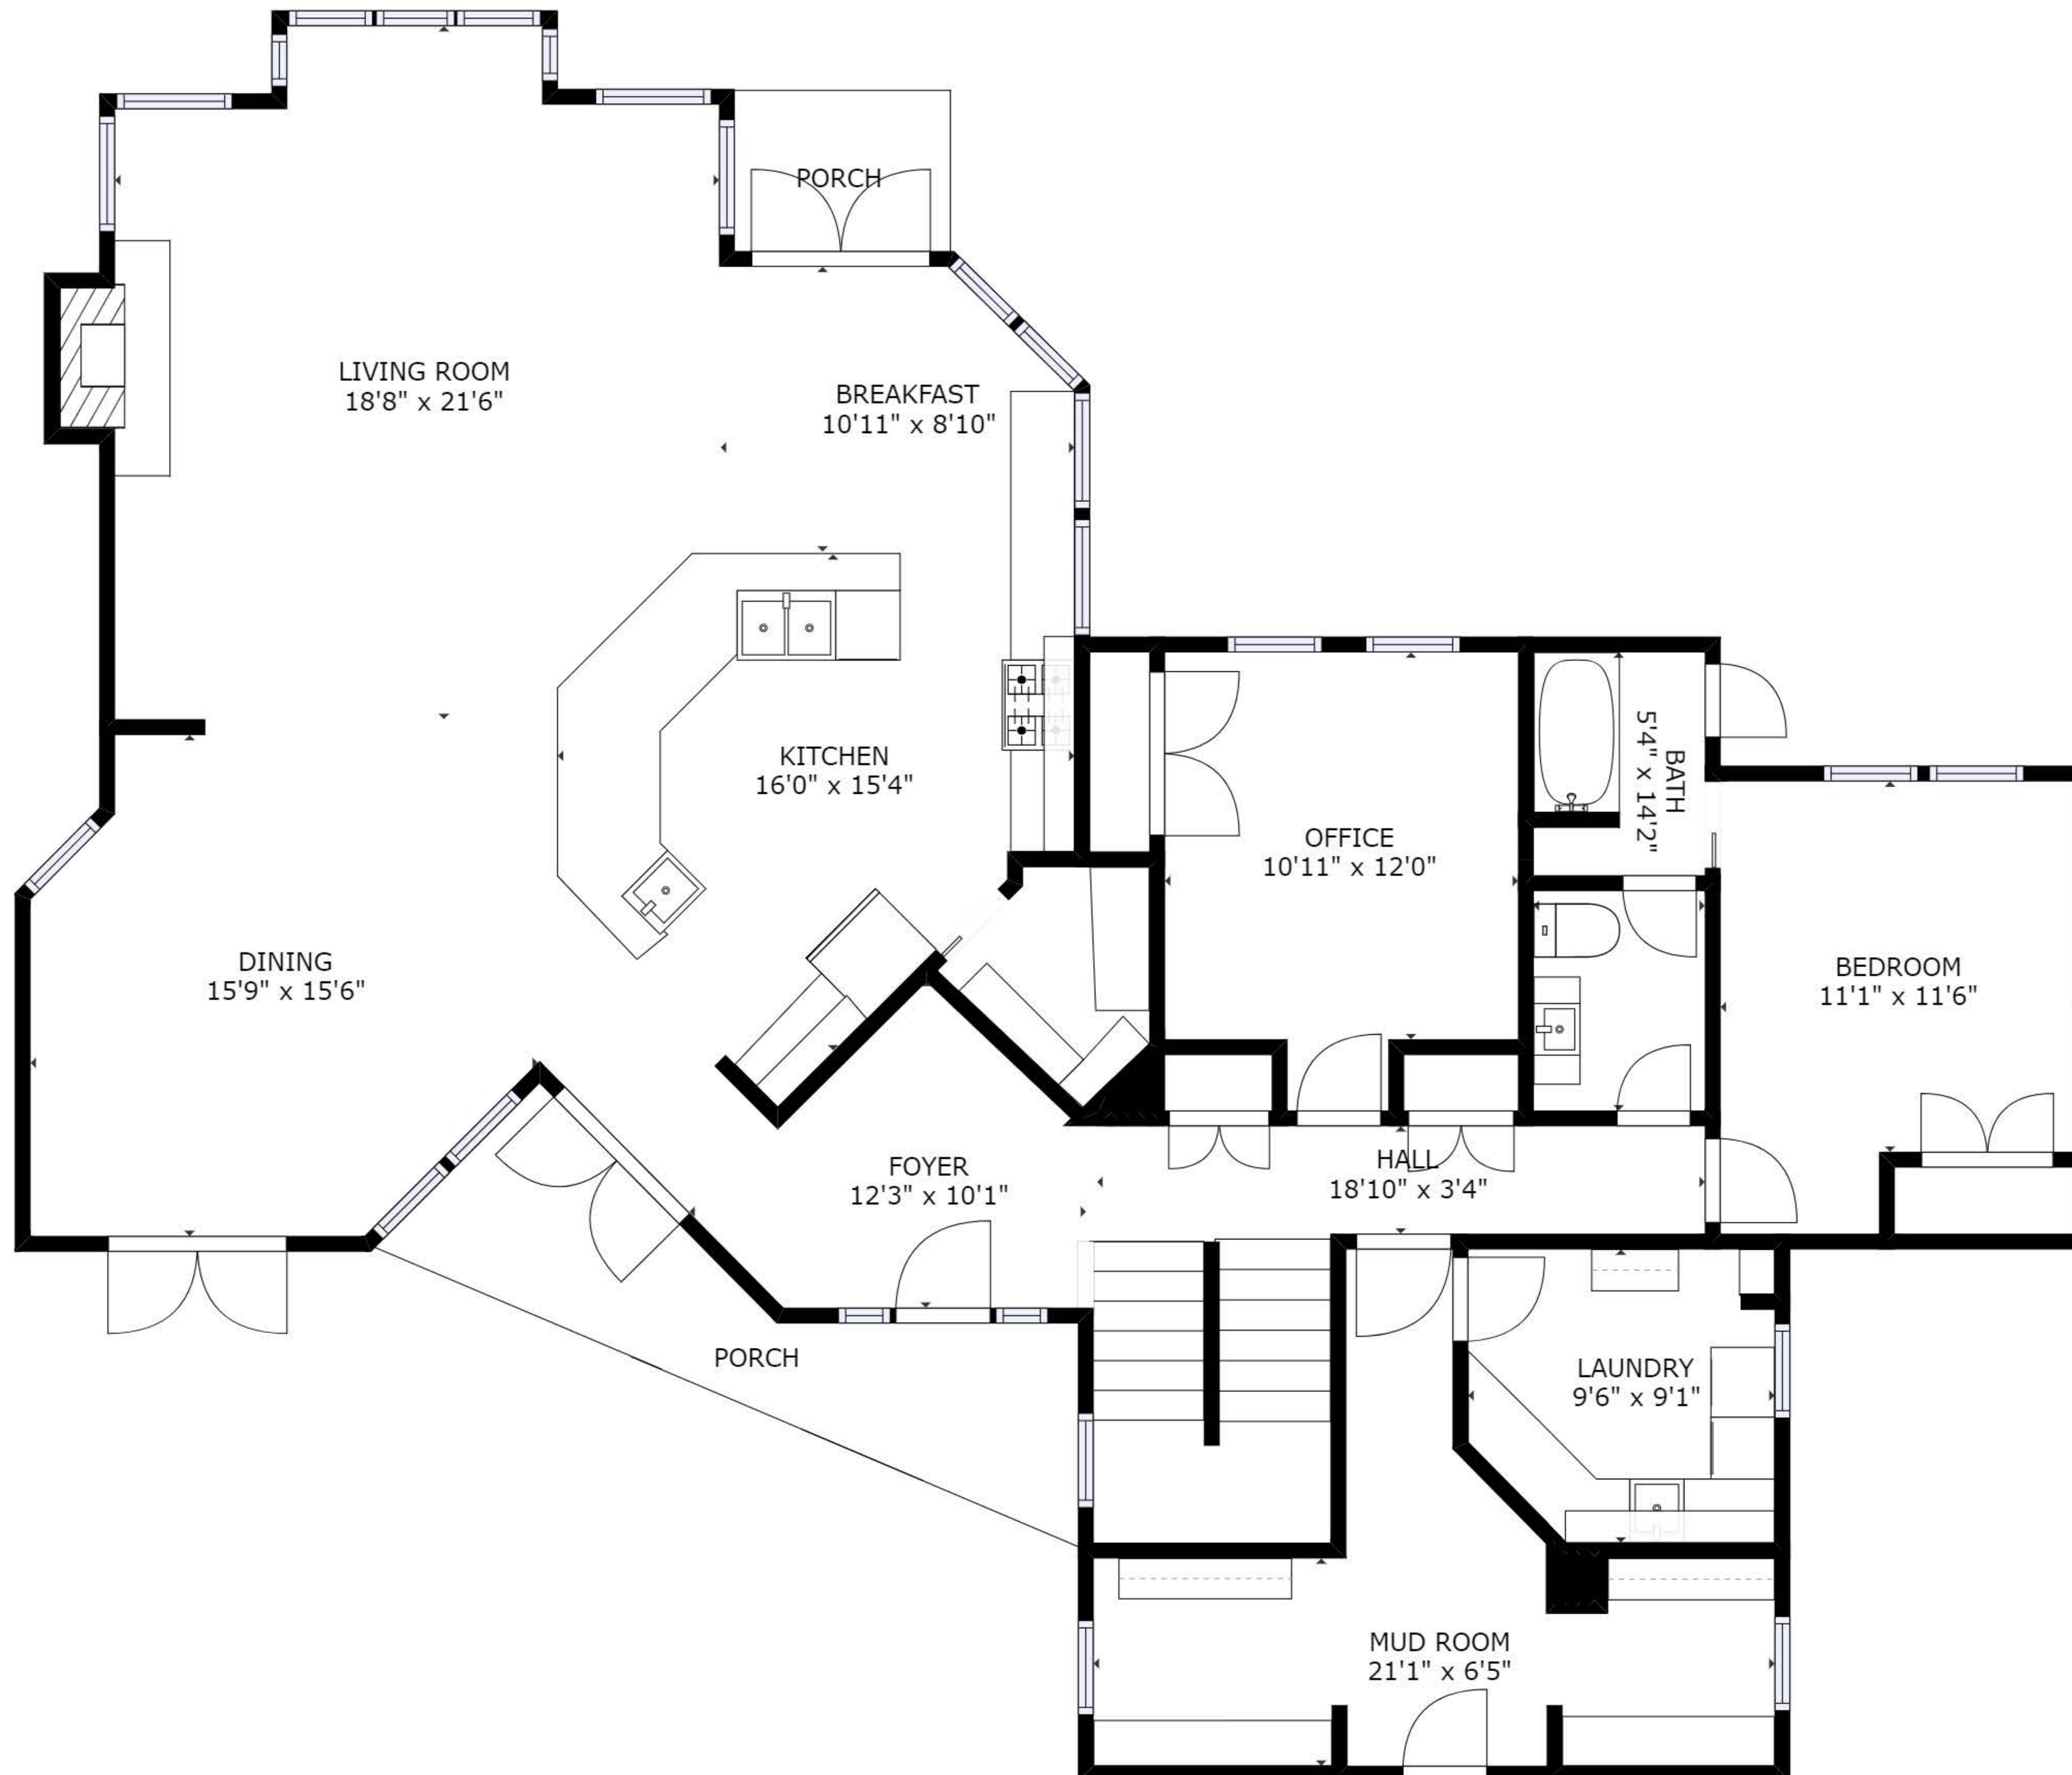 PORCH
LIVING ROOM
18'8" x 21'6"
BREAKFAST
10'11" x 8'10"
KITCHEN
16'0" x 15'4"
OFFICE
10'11" x 12'0"
BATH
5'4" x 14'2"
DINING
15'9" x 15'6"
BEDROOM
11'1" x 11'6"
FOYER
12'3" x 10'1"
HALL
18'10" x 3'4"
PORCH
LAUNDRY
9'6" x 9'1"
MUD ROOM
21'1" x 6'5"